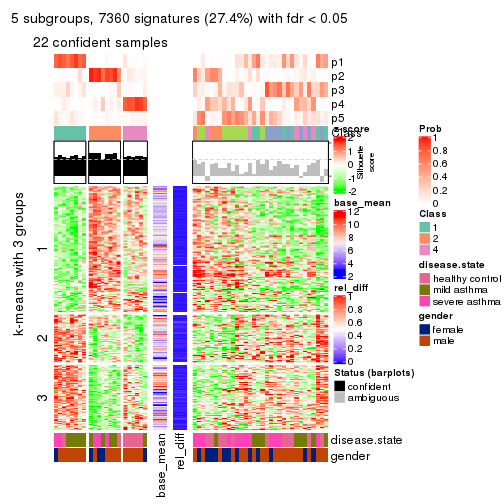 5 subgroups, 7360 signatures (27.4%) with fdr < 0.05
22 confident samples
p1
p2
p3
p4
p5
Class
k-means with 3 groups
1
2
3
base_mean
rel_diff
disease.state
gender
z-score
2
1
0
-1
-2
Silhouette
score
base_mean
12
10
8
6
4
2
rel_diff
1
0.8
0.6
0.4
0.2
0
Status (barplots)
confident
ambiguous
Prob
1
0.8
0.6
0.4
0.2
0
Class
1
2
4
disease.state
healthy control
mild asthma
severe asthma
gender
female
male